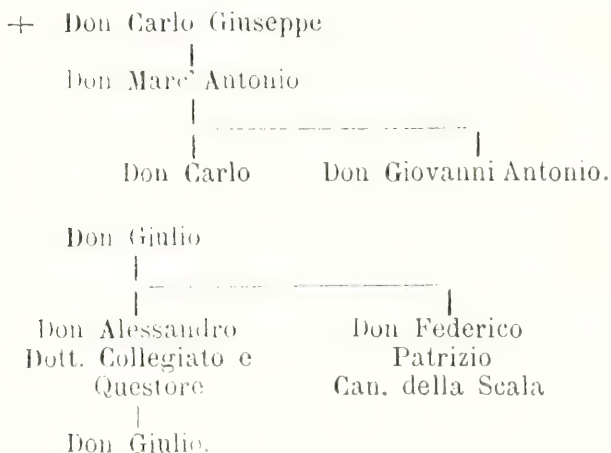 + Don Carlo Giuseppe
Don Marc' Antonio
Don Carlo Don Giovanni Antonio.
Don Giulio
Don Alessandro Don Federico
Dott. Collegiato e Patrizio
Questore Can. della Scala
Don Giulio.